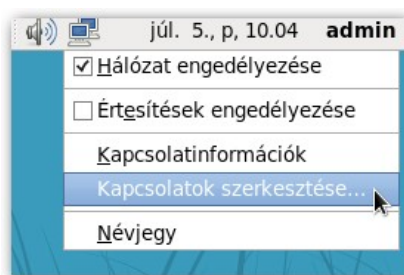 júl. 5., p, 10.04 admin
Hálózat engedélyezése
Értesítések engedélyezése
Kapcsolatinformációk
Kapcsolatok szerkesztése...
Névjegy